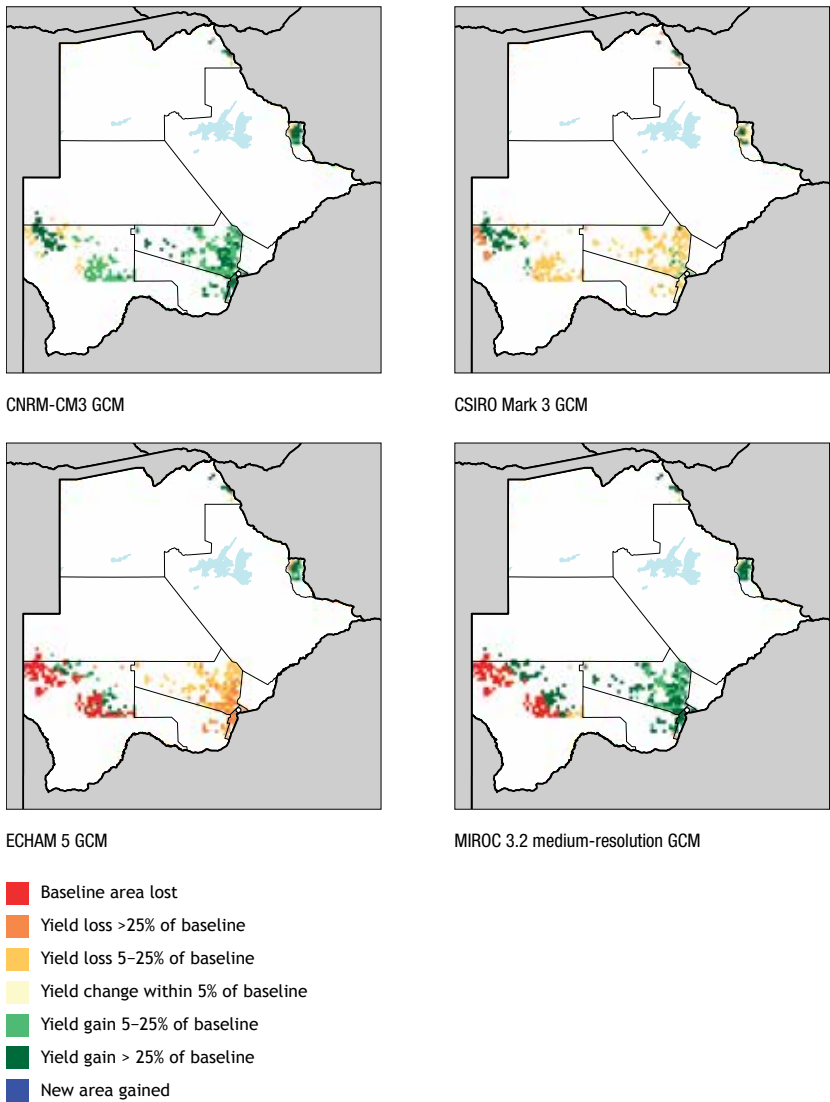 CNRM-CM3 GCM
CSIRO Mark 3 GCM
ECHAM 5 GCM
MIROC 3.2 medium-resolution GCM
Baseline area lost
Yield loss >25% of baseline
Yield loss 5–25% of baseline
Yield change within 5% of baseline
Yield gain 5–25% of baseline
Yield gain > 25% of baseline
New area gained